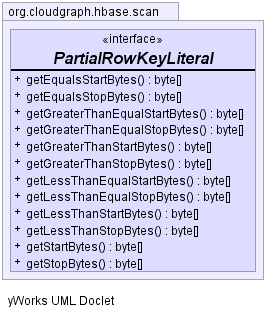 org.cloudgraph.hbase.scan
«interface»
PartialRowKeyLiteral
+ getEqualsStartBytes() : byte[]
+ getEqualsStopBytes() : byte[]
+ getGreaterThanEqualStartBytes() : byte[]
+ getGreaterThanEqualStopBytes() : byte[]
+ getGreaterThanStartBytes() : byte[]
+ getGreaterThanStopBytes() : byte[]
+ getLessThanEqualStartBytes() : byte[]
+ getLessThanEqualStopBytes() : byte[]
+ getLessThanStartBytes() : byte[]
+ getLessThanStopBytes() : byte[]
+ getStartBytes() : byte[]
+ getStopBytes() : byte[]
yWorks UML Doclet